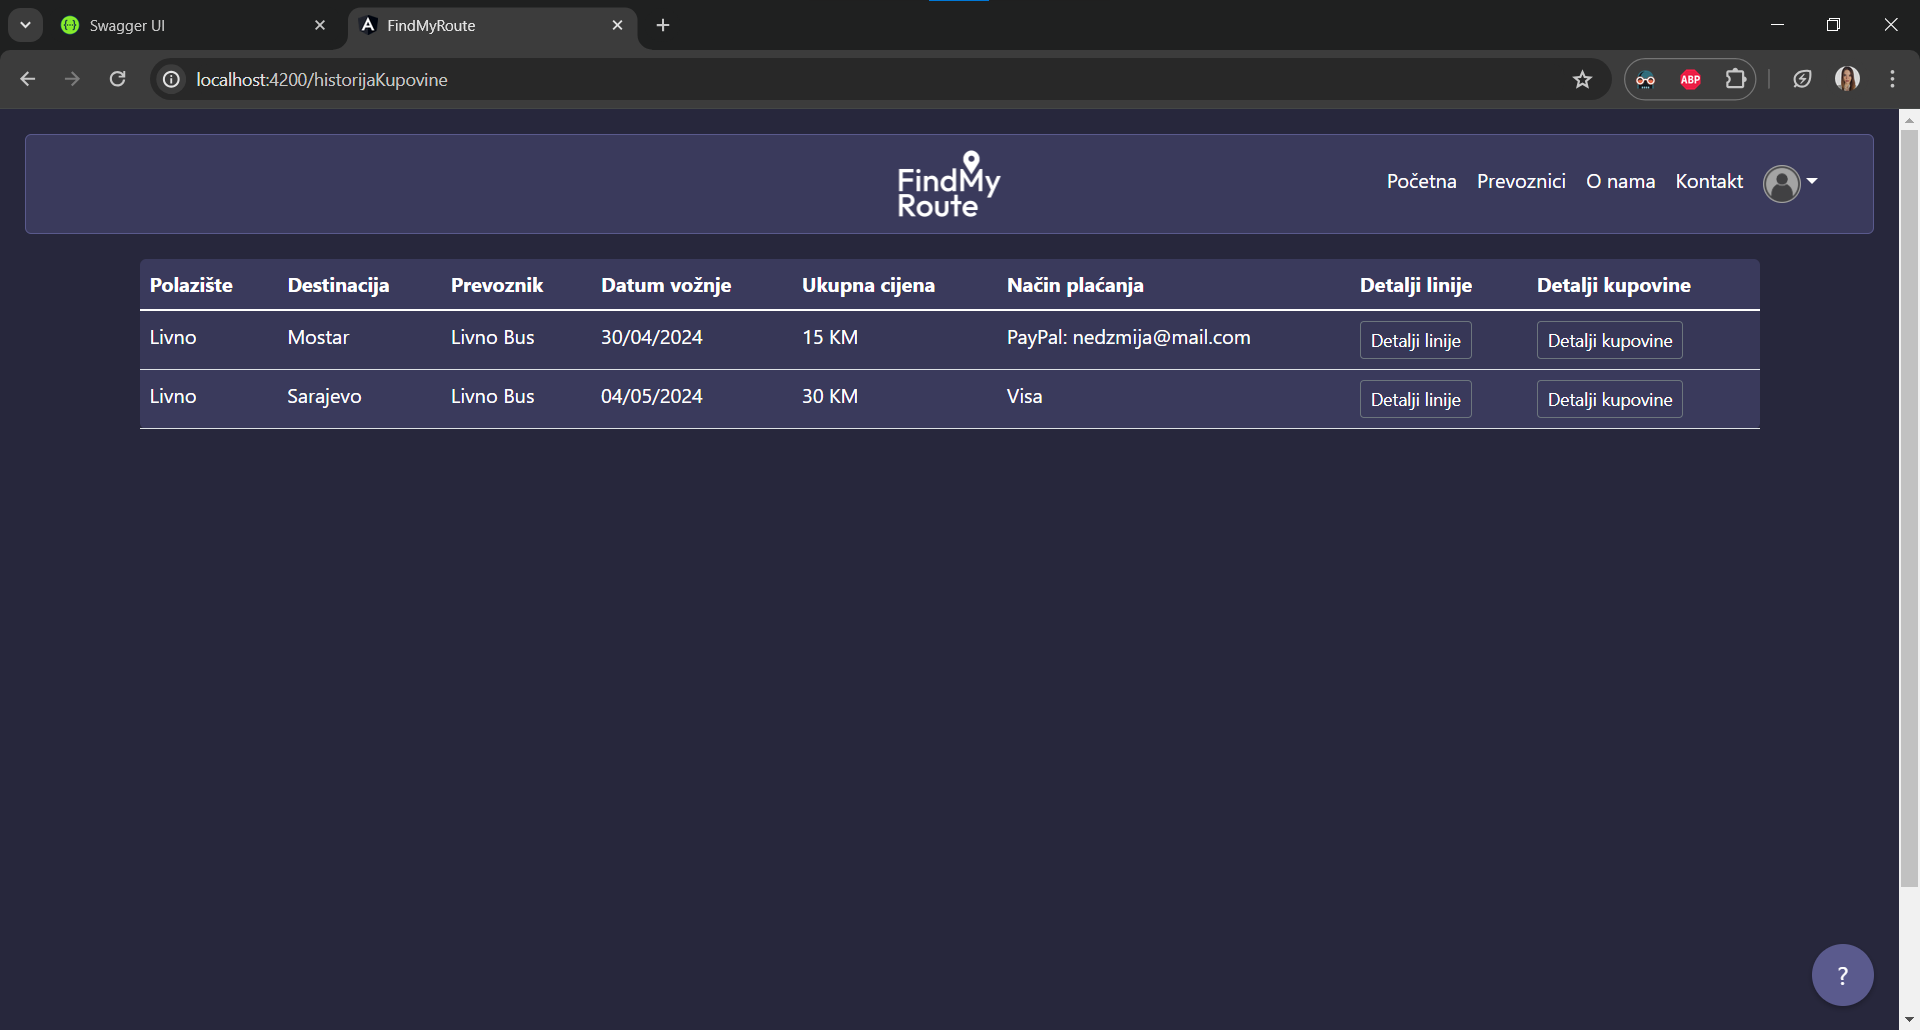 Swagger UI
FindMyRoute
localhost:4200/historijaKupovine
ABP
FindMy
Route
Početna Prevoznici O nama Kontakt
Polazište Destinacija Prevoznik Datum vožnje Ukupna cijena Način plaćanja Detalji linije Detalji kupovine
Livno Mostar Livno Bus 30/04/2024 15 KM PayPal: nedzmija@mail.com Detalji linije Detalji kupovine
Livno Sarajevo Livno Bus 04/05/2024 30 KM Visa Detalji linije Detalji kupovine
?